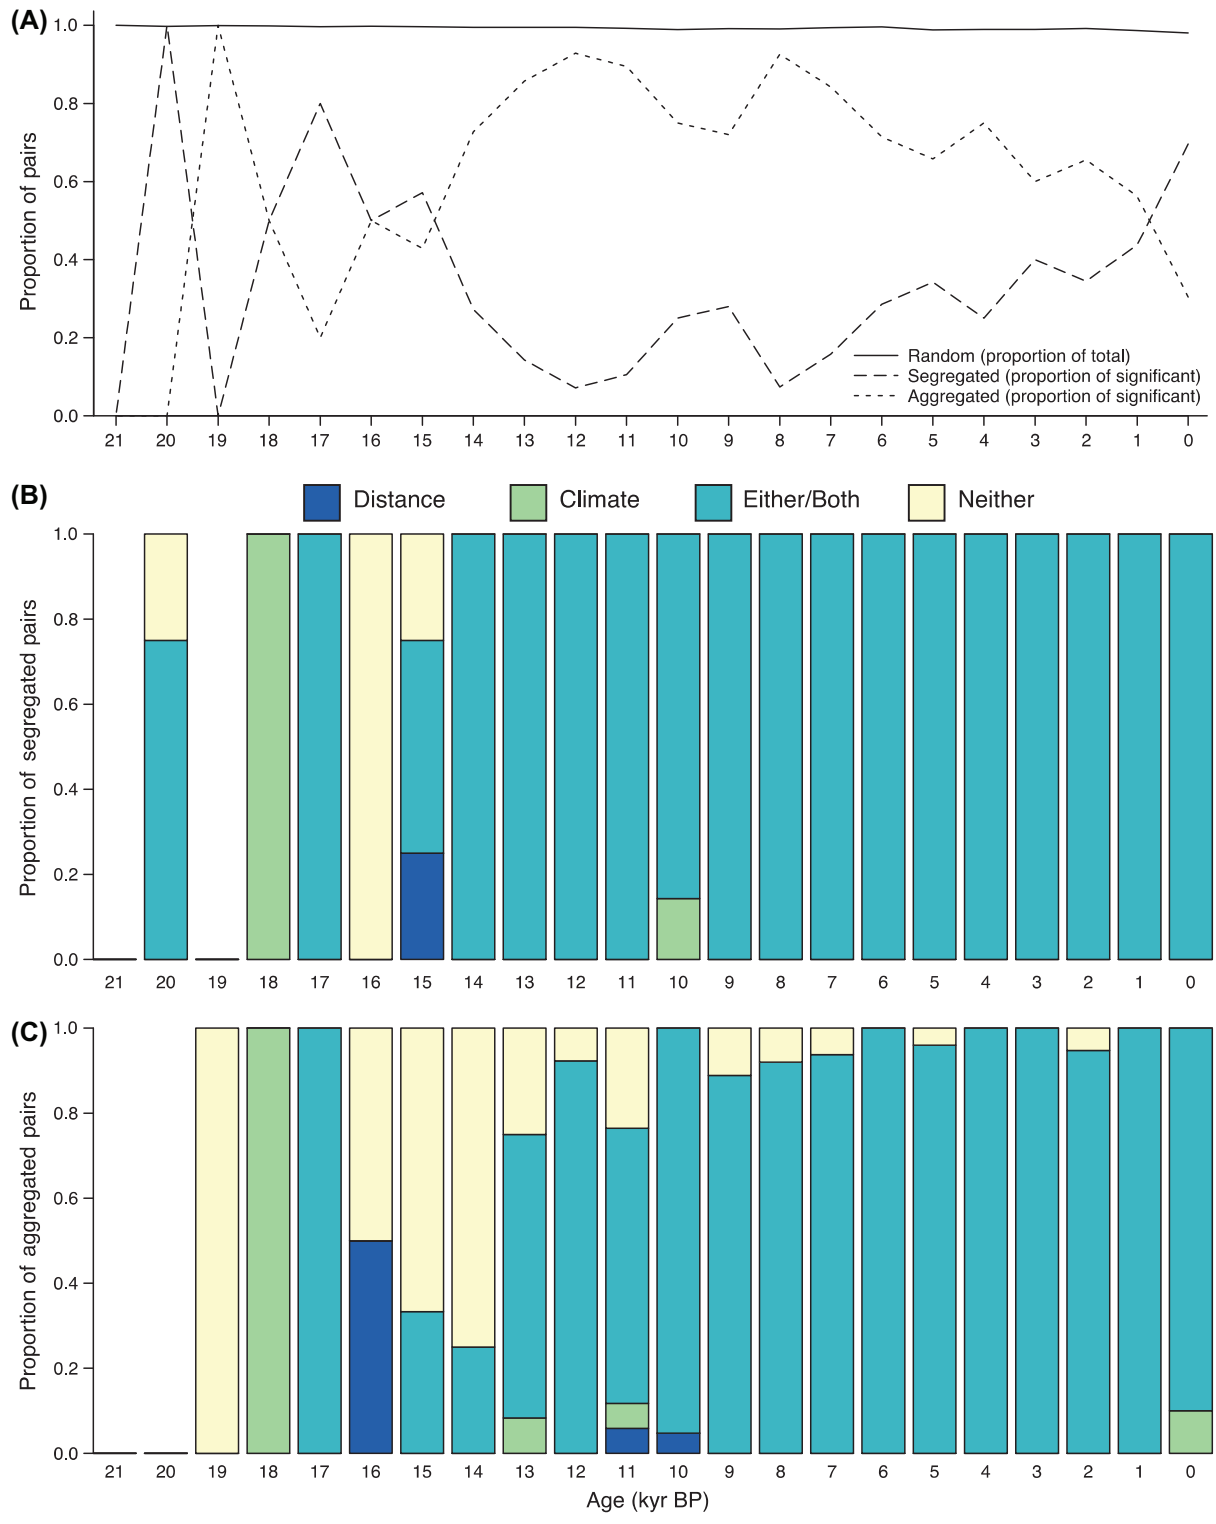 (A)
Proportion of pairs
1.0
0.8
0.6
0.4
0.2
0.0
Random (proportion of total)
Segregated (proportion of significant)
Aggregated (proportion of significant)
21 20 19 18 17 16 15 14 13 12 11 10 9 8 7 6 5 4 3 2 1 0
(B)
Distance Climate Either/Both Neither
Proportion of segregated pairs
1.0
0.8
0.6
0.4
0.2
0.0
21 20 19 18 17 16 15 14 13 12 11 10 9 8 7 6 5 4 3 2 1 0
(C)
Proportion of aggregated pairs
1.0
0.8
0.6
0.4
0.2
0.0
21 20 19 18 17 16 15 14 13 12 11 10 9 8 7 6 5 4 3 2 1 0
Age (kyr BP)